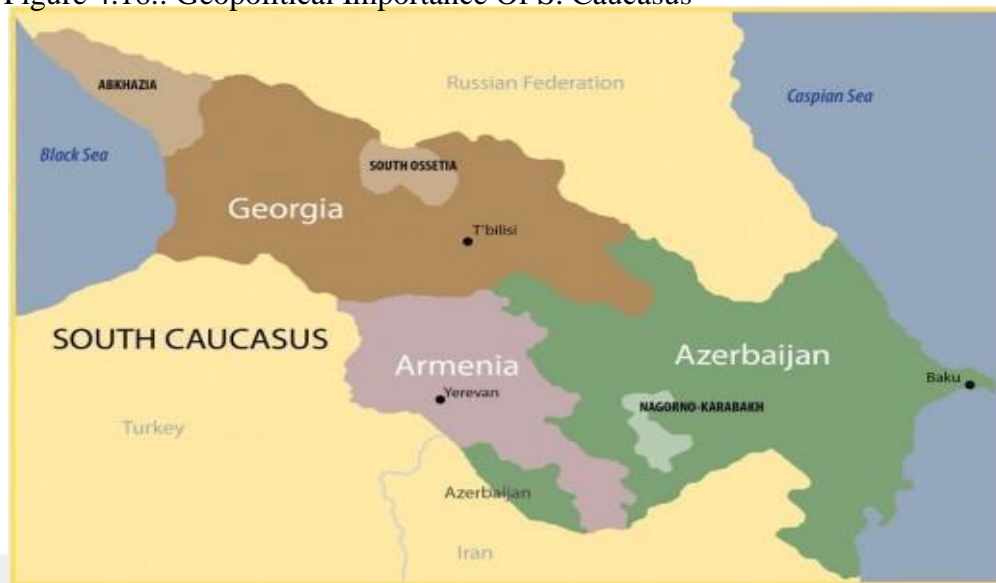 Figure 4.16.: Geopolitical Importance Of S. Caucasus
ABKHAZIA
Russian Federation
Caspian Sea
Black Sea
SOUTH OSSETIA
Georgia
T'bilisi
SOUTH CAUCASUS
Armenia
Azerbaijan
Baku
Yerevan
NAGORNO-KARABAKH
Turkey
Azerbaijan
Iran